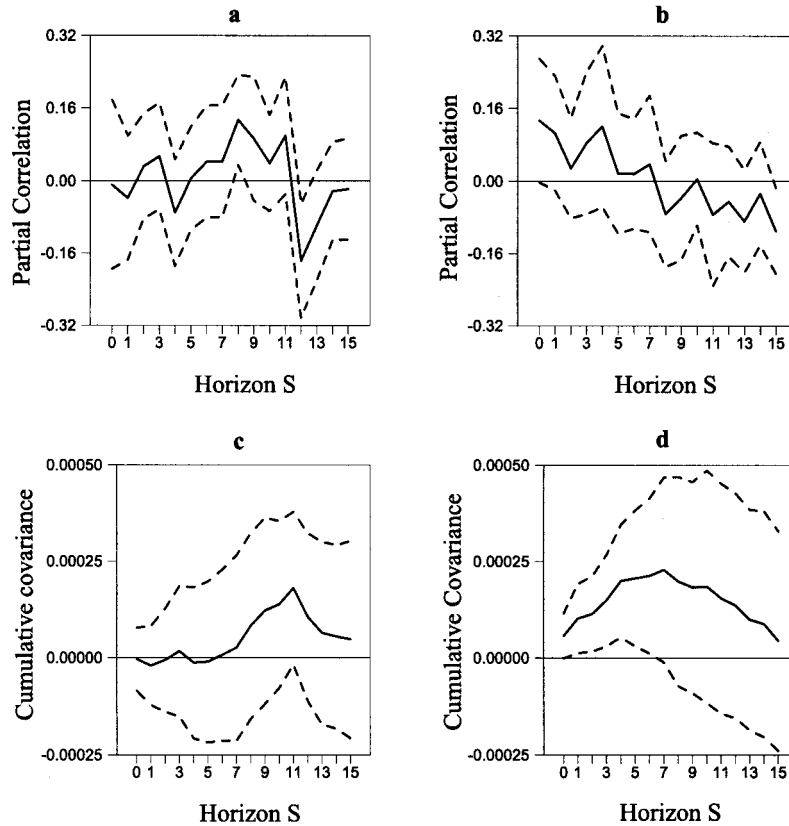 a
0.32
0.16
0.00
-0.16
-0.32
Partial Correlation
0 1 3 5 7 9 11 13 15
Horizon S
b
0.32
0.16
0.00
-0.16
-0.32
Partial Correlation
0 1 3 5 7 9 11 13 15
Horizon S
c
0.00050
0.00025
0.00000
-0.00025
Cumulative covariance
0 1 3 5 7 9 11 13 15
Horizon S
d
0.00050
0.00025
0.00000
-0.00025
Cumulative Covariance
0 1 3 5 7 9 11 13 15
Horizon S